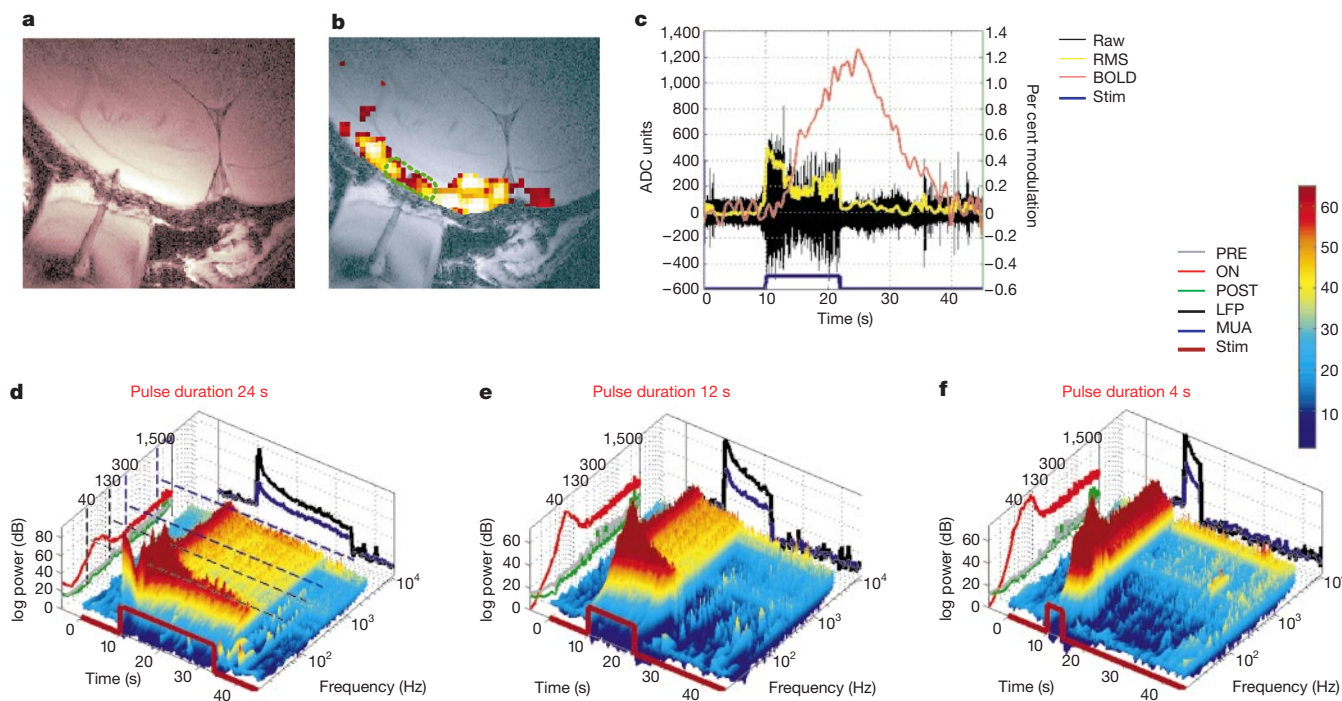 a
b
c
1,400
1,200
1,000
800
600
400
200
0
−200
−400
−600
ADC units
1.4
1.2
1.0
0.8
0.6
0.4
0.2
0
−0.2
−0.4
−0.6
Per cent modulation
0 10 20 30 40
Time (s)
Raw
RMS
BOLD
Stim
PRE
ON
POST
LFP
MUA
Stim
60
50
40
30
20
10
d
Pulse duration 24 s
1,500
300
130
40
80
60
40
20
0
log power (dB)
0
10
20
30
40
Time (s)
10²
10³
10⁴
Frequency (Hz)
e
Pulse duration 12 s
1,500
300
130
40
60
40
20
0
log power (dB)
0
10
20
30
40
Time (s)
10²
10³
10⁴
Frequency (Hz)
f
Pulse duration 4 s
1,500
300
130
40
60
40
20
0
log power (dB)
0
10
20
30
40
Time (s)
10²
10³
Frequency (Hz)